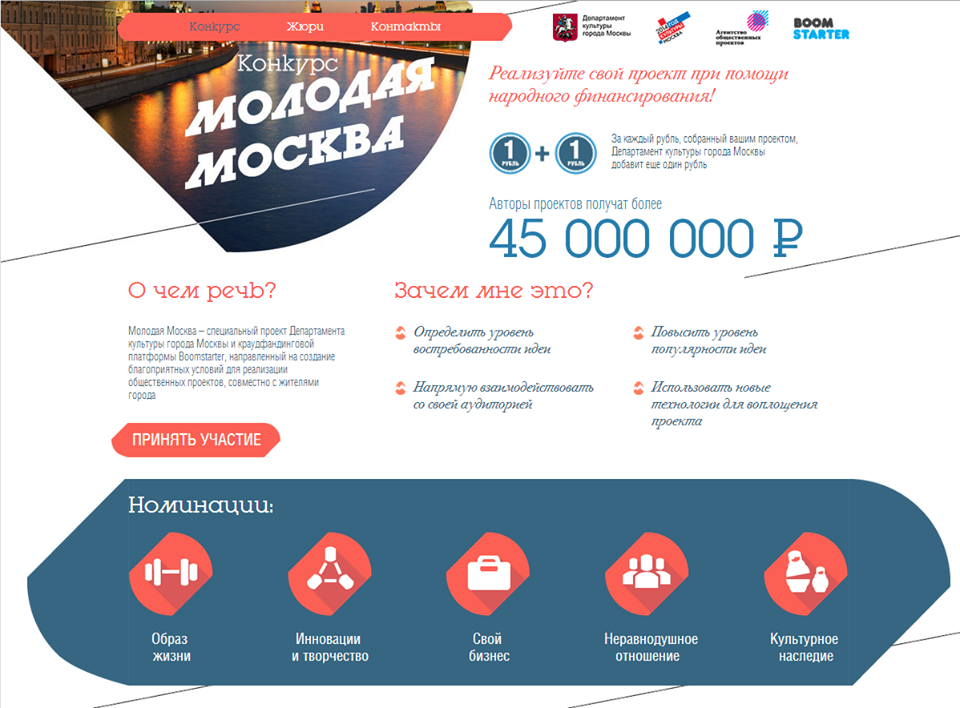 Конкурс
Жюри
Контакты
Департамент
культуры
города Москвы
Агентство
общественных
проектов
BOOM
STARTER
Конкурс
МОЛОДАЯ
МОСКВА
Реализуйте свой проект при помощи
народного финансирования!
1
РУБЛЬ
+
1
РУБЛЬ
За каждый рубль, собранный вашим проектом,
Департамент культуры города Москвы
добавит еще один рубль
Авторы проектов получат более
45 000 000 ₽
О чем речь?
Молодая Москва – специальный проект Департамента
культуры города Москвы и краудфандинговой
платформы Boomstarter, направленный на создание
благоприятных условий для реализации
общественных проектов, совместно с жителями
города
ПРИНЯТЬ УЧАСТИЕ
Зачем мне это?
Определить уровень
востребованности идеи
Повысить уровень
популярности идеи
Напрямую взаимодействовать
со своей аудиторией
Использовать новые
технологии для воплощения
проекта
Номинации:
Образ
жизни
Инновации
и творчество
Свой
бизнес
Неравнодушное
отношение
Культурное
наследие